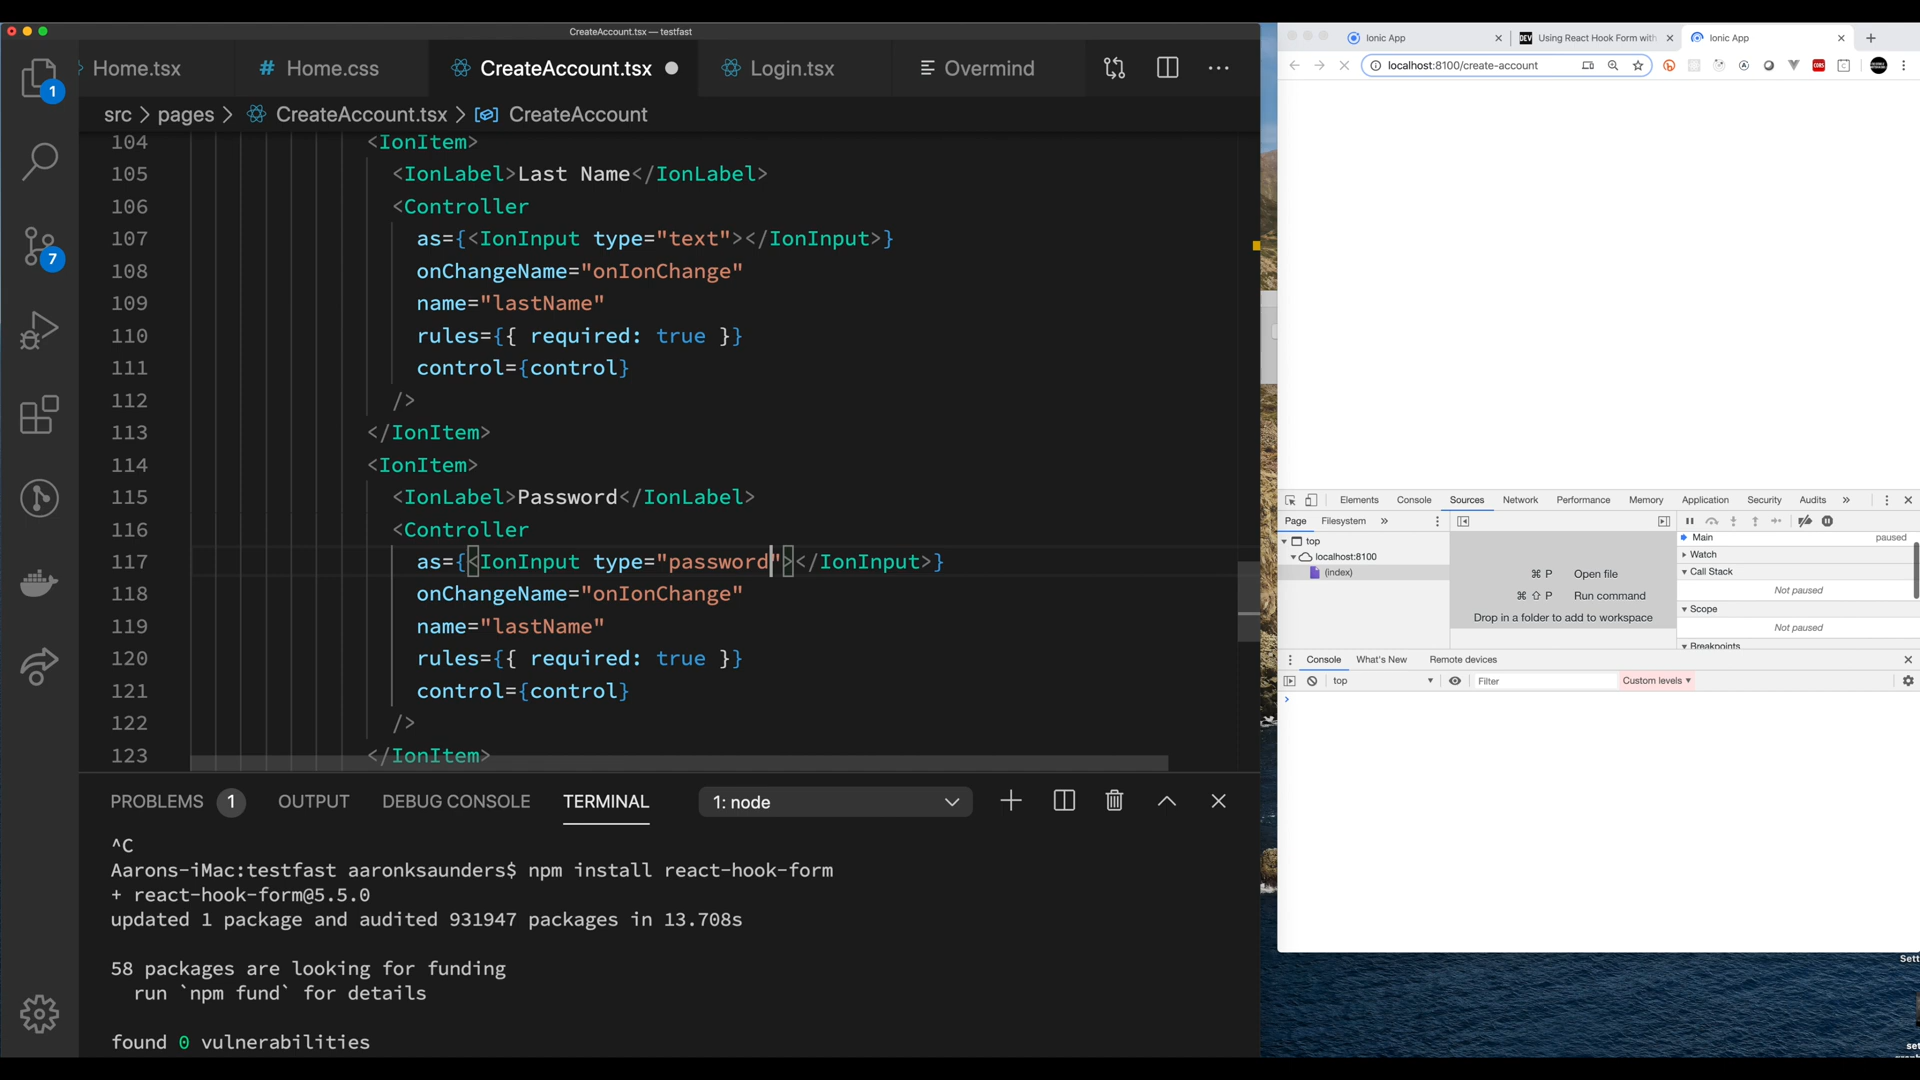 CreateAccount.tsx — testfast
Home.tsx
# Home.css
CreateAccount.tsx
Login.tsx
Overmind
src > pages > CreateAccount.tsx > CreateAccount
104 <IonItem>
105 <IonLabel>Last Name</IonLabel>
106 <Controller
107 as={<IonInput type="text"></IonInput>}
108 onChangeName="onIonChange"
109 name="lastName"
110 rules={{ required: true }}
111 control={control}
112 />
113 </IonItem>
114 <IonItem>
115 <IonLabel>Password</IonLabel>
116 <Controller
117 as={<IonInput type="password"></IonInput>}
118 onChangeName="onIonChange"
119 name="lastName"
120 rules={{ required: true }}
121 control={control}
122 />
123 </IonItem>
1
7
PROBLEMS 1 OUTPUT DEBUG CONSOLE TERMINAL 1: node
^C
Aarons-iMac:testfast aaronksaunders$ npm install react-hook-form
+ react-hook-form@5.5.0
updated 1 package and audited 931947 packages in 13.708s
58 packages are looking for funding
run `npm fund` for details
found 0 vulnerabilities
Ionic App
DEV Using React Hook Form with
Ionic App
localhost:8100/create-account
Elements Console Sources Network Performance Memory Application Security Audits
Page Filesystem
top
localhost:8100
(index)
⌘ P Open file
⌘ ⇧ P Run command
Drop in a folder to add to workspace
Main paused
Watch
Call Stack
Not paused
Scope
Not paused
Breakpoints
Console What's New Remote devices
top Filter Custom levels
Sett